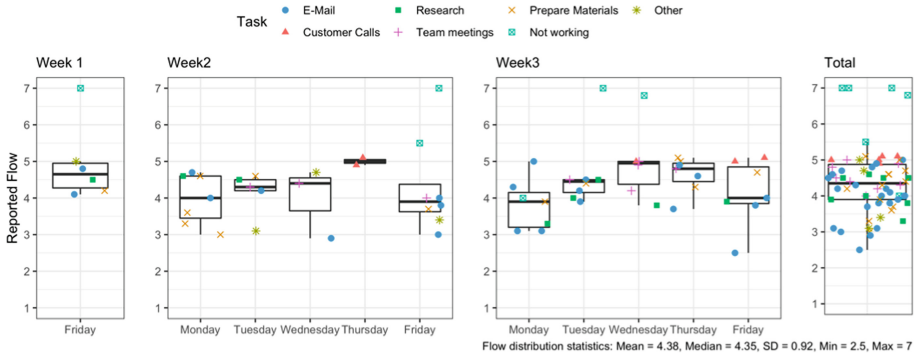 Task E-Mail Research Prepare Materials Other
Customer Calls Team meetings Not working
Week 1 Week2 Week3 Total
Reported Flow
7 7 7 7
6 6 6 6
5 5 5 5
4 4 4 4
3 3 3 3
2 2 2 2
1 1 1 1
Friday Monday Tuesday Wednesday Thursday Friday Monday Tuesday Wednesday Thursday Friday
Flow distribution statistics: Mean = 4.38, Median = 4.35, SD = 0.92, Min = 2.5, Max = 7